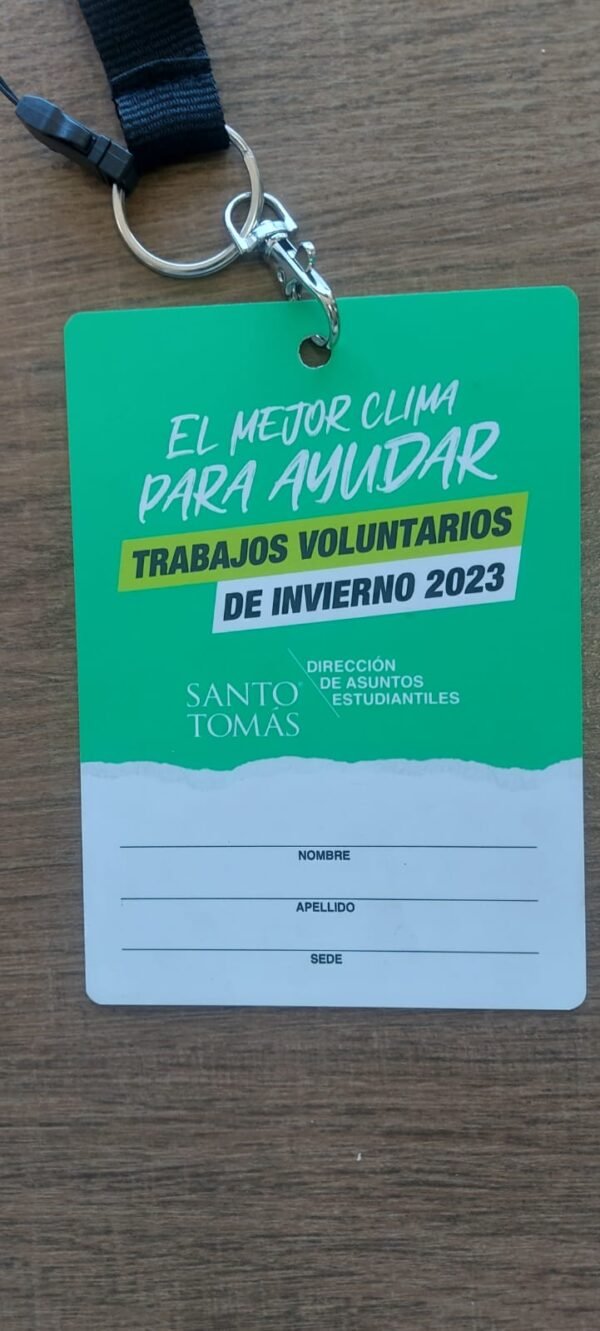 EL MEJOR CLIMA
PARA AYUDAR
TRABAJOS VOLUNTARIOS
DE INVIERNO 2023
SANTO®
TOMÁS
DIRECCIÓN
DE ASUNTOS
ESTUDIANTILES
NOMBRE
APELLIDO
SEDE